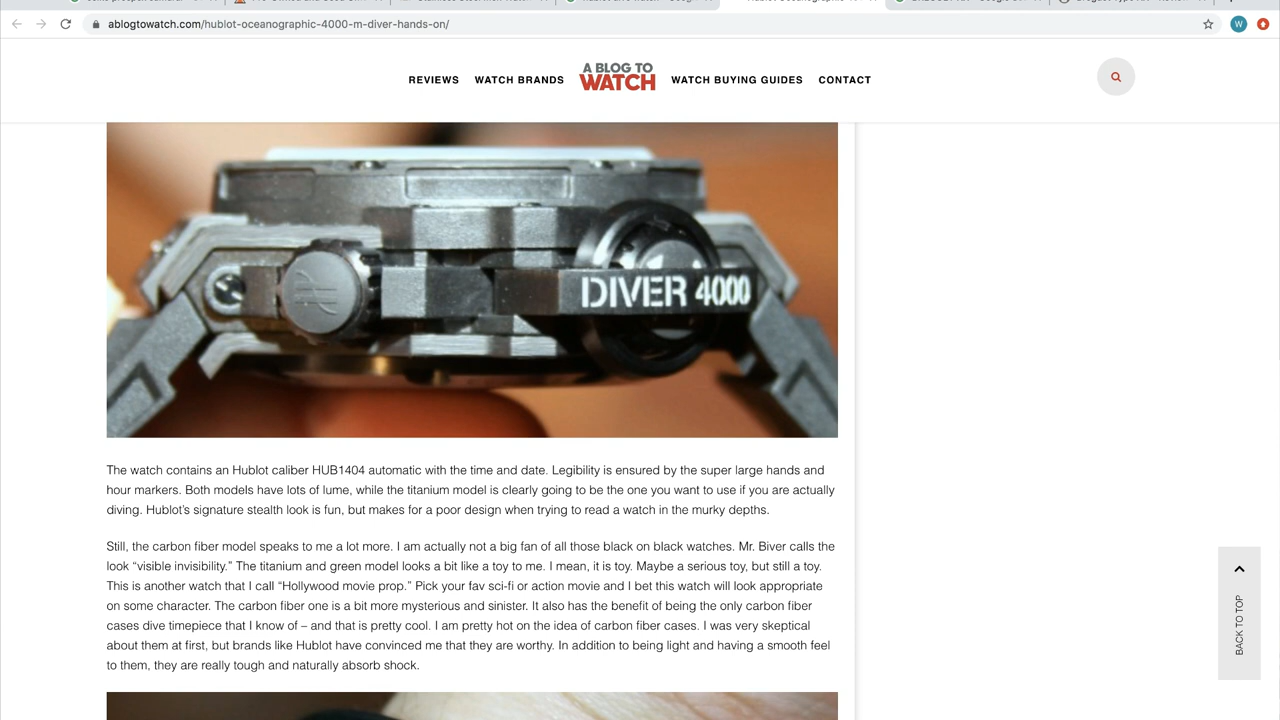 ablogtowatch.com/hublot-oceanographic-4000-m-diver-hands-on/
W
REVIEWS WATCH BRANDS A BLOG TO WATCH WATCH BUYING GUIDES CONTACT
DIVER 4000
The watch contains an Hublot caliber HUB1404 automatic with the time and date. Legibility is ensured by the super large hands and
hour markers. Both models have lots of lume, while the titanium model is clearly going to be the one you want to use if you are actually
diving. Hublot’s signature stealth look is fun, but makes for a poor design when trying to read a watch in the murky depths.
Still, the carbon fiber model speaks to me a lot more. I am actually not a big fan of all those black on black watches. Mr. Biver calls the
look “visible invisibility.” The titanium and green model looks a bit like a toy to me. I mean, it is toy. Maybe a serious toy, but still a toy.
This is another watch that I call “Hollywood movie prop.” Pick your fav sci-fi or action movie and I bet this watch will look appropriate
on some character. The carbon fiber one is a bit more mysterious and sinister. It also has the benefit of being the only carbon fiber
cases dive timepiece that I know of – and that is pretty cool. I am pretty hot on the idea of carbon fiber cases. I was very skeptical
about them at first, but brands like Hublot have convinced me that they are worthy. In addition to being light and having a smooth feel
to them, they are really tough and naturally absorb shock.
BACK TO TOP